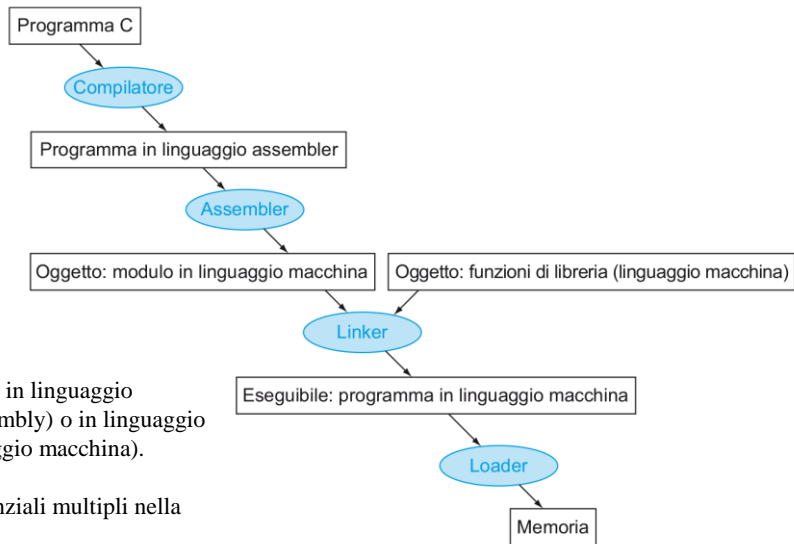 Programma C
Compilatore
Programma in linguaggio assembler
Assembler
Oggetto: modulo in linguaggio macchina
Oggetto: funzioni di libreria (linguaggio macchina)
Linker
in linguaggio
Eseguibile: programma in linguaggio macchina
mbly) o in linguaggio
ggio macchina).
Loader
nziali multipli nella
Memoria